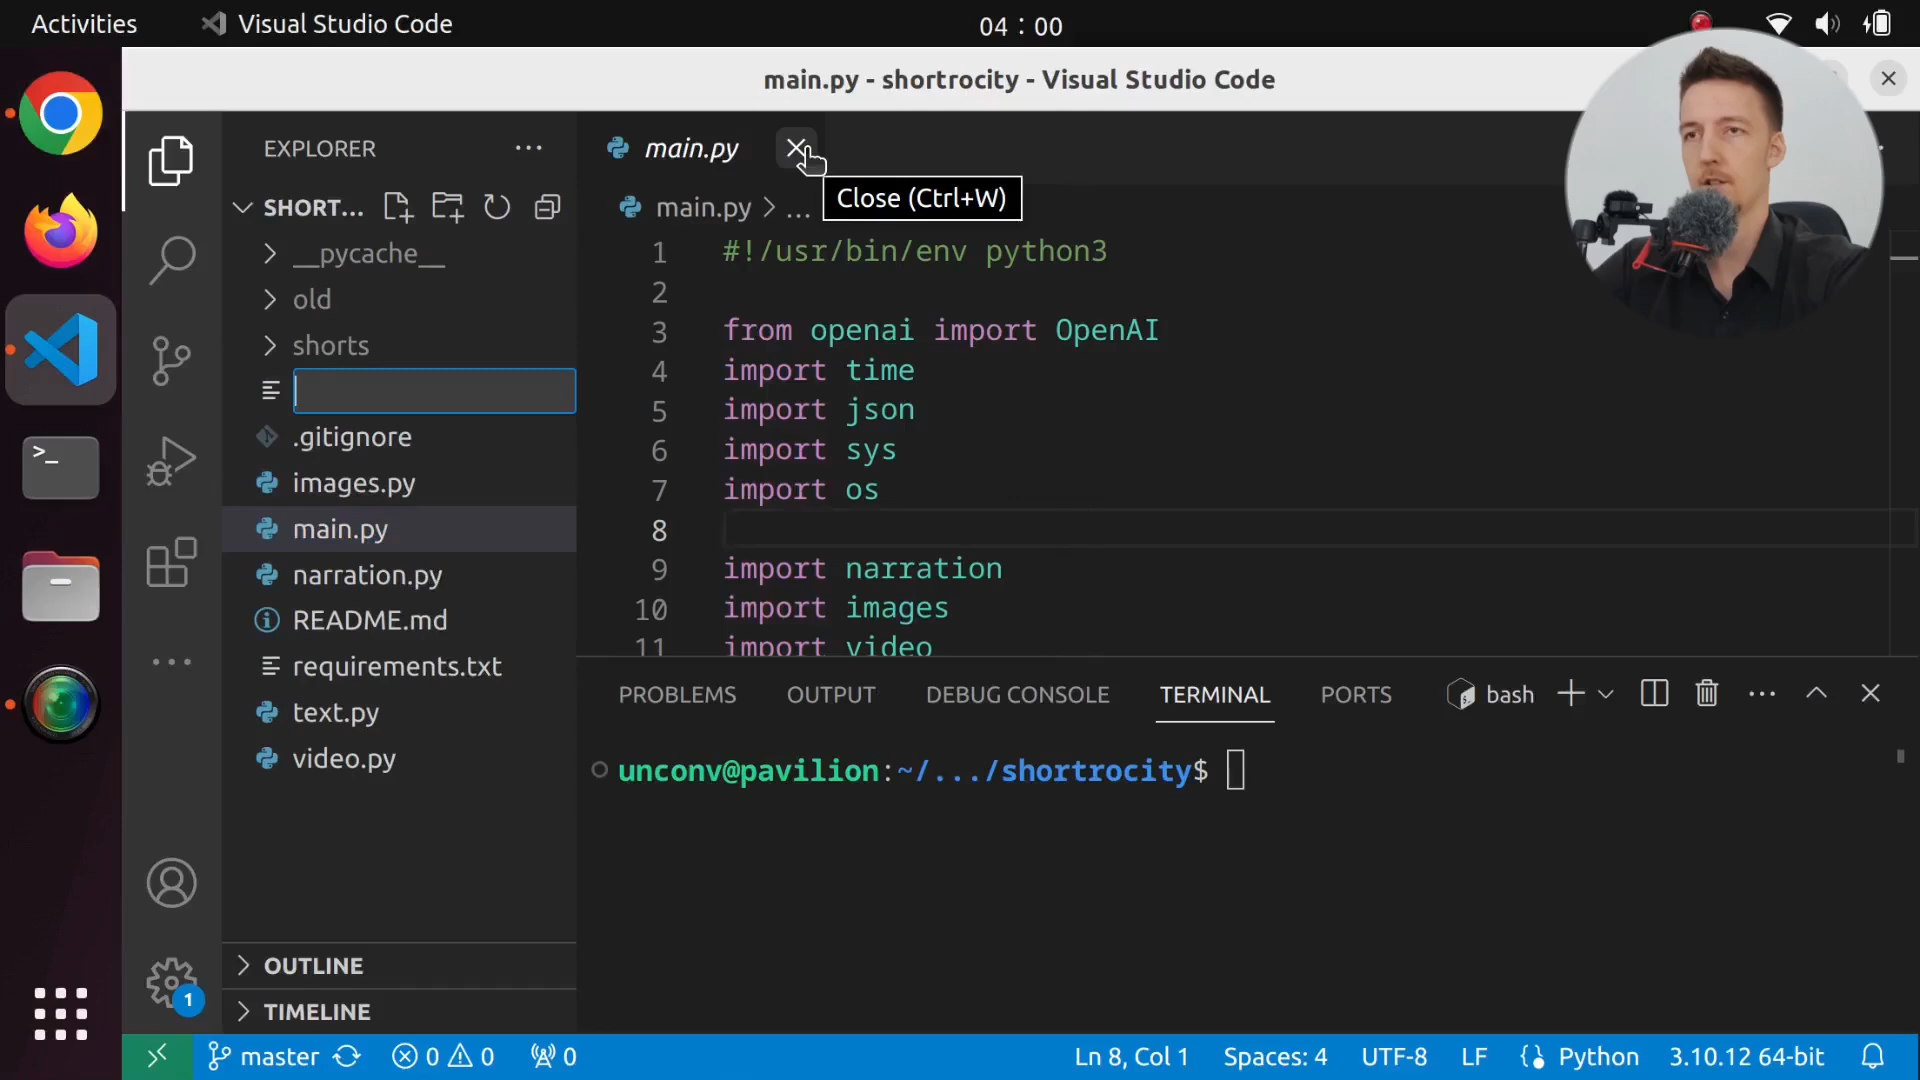 Activities
Visual Studio Code
04 : 00
main.py - shortrocity - Visual Studio Code
EXPLORER
SHORT...
__pycache__
old
shorts
.gitignore
images.py
main.py
narration.py
README.md
requirements.txt
text.py
video.py
OUTLINE
TIMELINE
main.py
Close (Ctrl+W)
main.py > ...
1 #!/usr/bin/env python3
2
3 from openai import OpenAI
4 import time
5 import json
6 import sys
7 import os
8
9 import narration
10 import images
11 import video
PROBLEMS OUTPUT DEBUG CONSOLE TERMINAL PORTS
bash
unconv@pavilion:~/.../shortrocity$
>_
1
master
0 0
0
Ln 8, Col 1 Spaces: 4 UTF-8 LF Python 3.10.12 64-bit